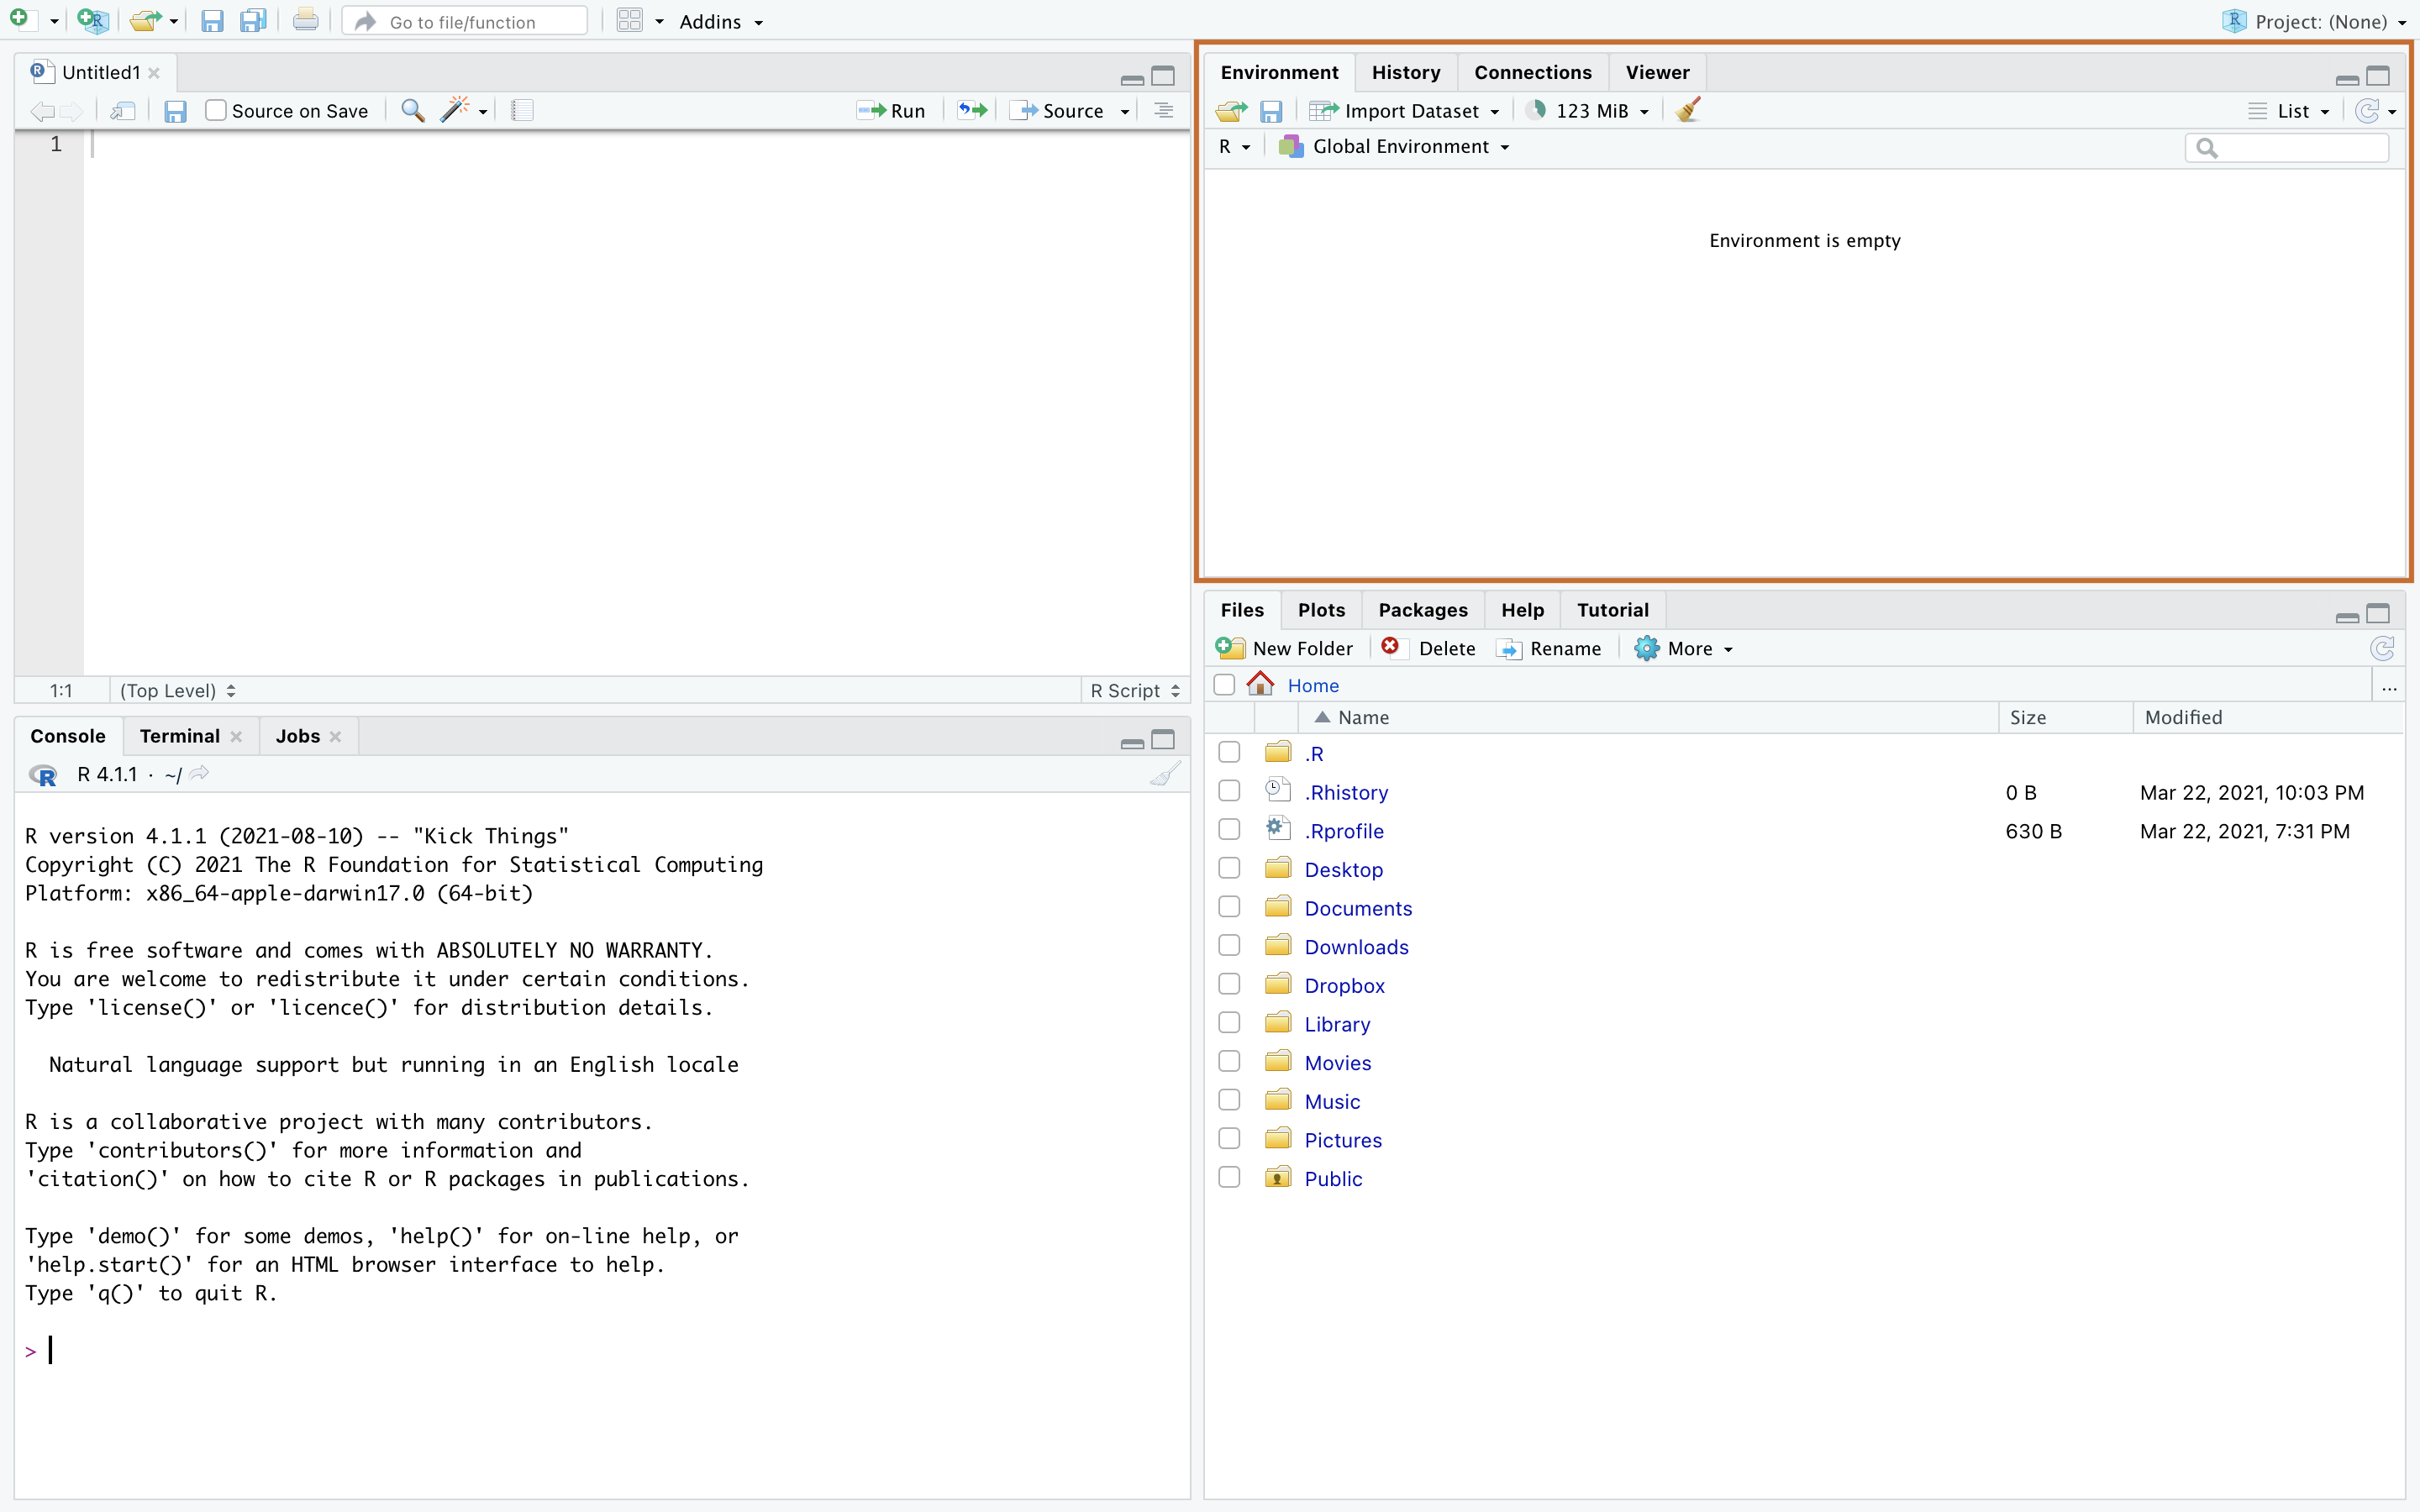 Go to file/function Addins Project: (None)
Untitled1
Source on Save Run Source
1
1:1 (Top Level) R Script
Console Terminal Jobs
R 4.1.1 · ~/
R version 4.1.1 (2021-08-10) -- "Kick Things"
Copyright (C) 2021 The R Foundation for Statistical Computing
Platform: x86_64-apple-darwin17.0 (64-bit)
R is free software and comes with ABSOLUTELY NO WARRANTY.
You are welcome to redistribute it under certain conditions.
Type 'license()' or 'licence()' for distribution details.
Natural language support but running in an English locale
R is a collaborative project with many contributors.
Type 'contributors()' for more information and
'citation()' on how to cite R or R packages in publications.
Type 'demo()' for some demos, 'help()' for on-line help, or
'help.start()' for an HTML browser interface to help.
Type 'q()' to quit R.
>
Environment History Connections Viewer
Import Dataset 123 MiB List
R Global Environment
Environment is empty
Files Plots Packages Help Tutorial
New Folder Delete Rename More
Home ...
Name Size Modified
.R
.Rhistory 0 B Mar 22, 2021, 10:03 PM
.Rprofile 630 B Mar 22, 2021, 7:31 PM
Desktop
Documents
Downloads
Dropbox
Library
Movies
Music
Pictures
Public